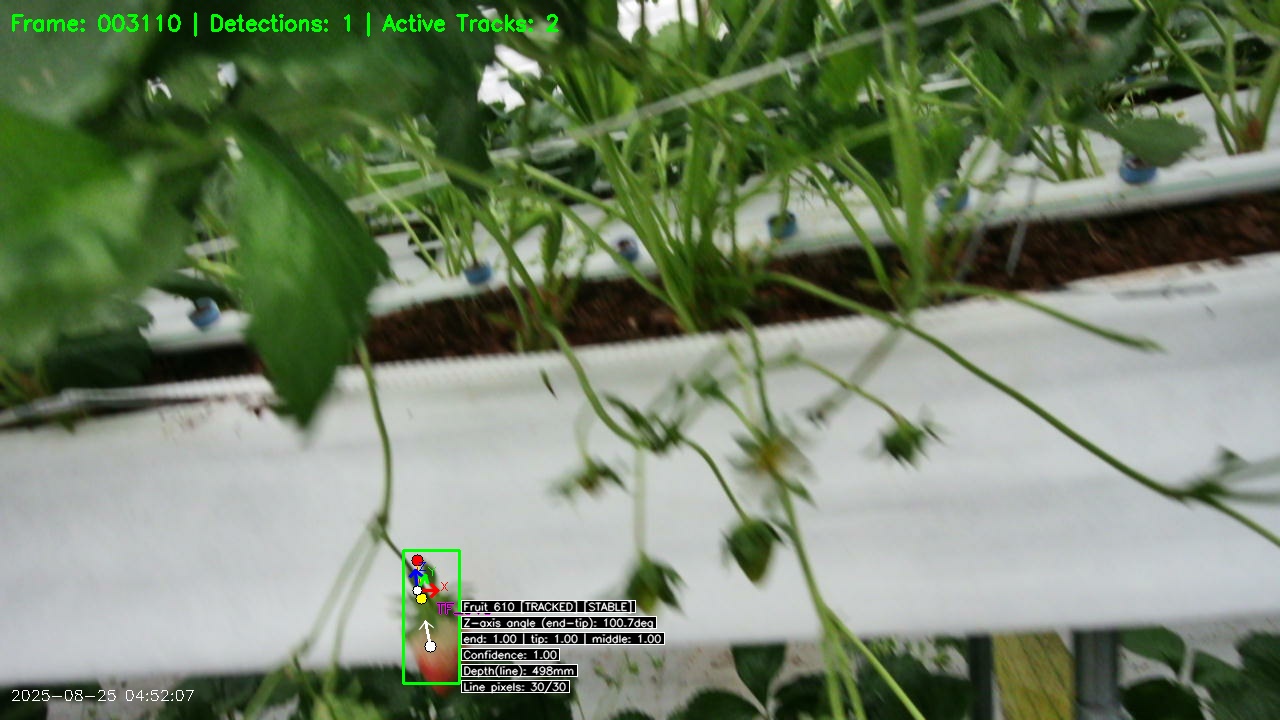 Frame: 003110 | Detections: 1 | Active Tracks: 2
X
Fruit 610 [TRACKED] [STABLE]
Z-axis angle (end-tip): 100.7deg
end: 1.00 | tip: 1.00 | middle: 1.00
Confidence: 1.00
Depth(line): 498mm
Line pixels: 30/30
2025-08-25 04:52:07